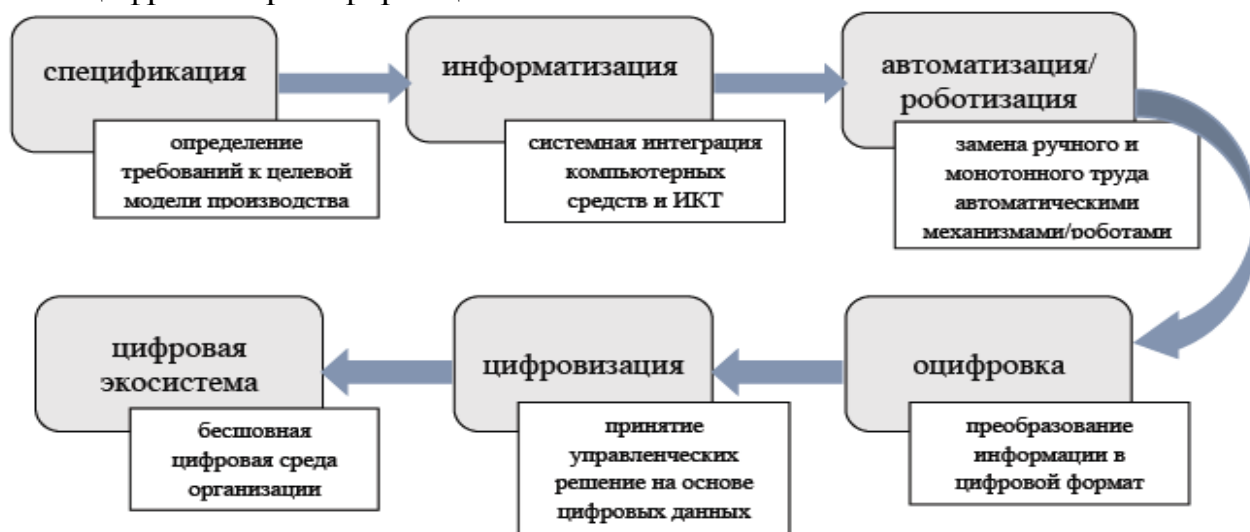 спецификация
определение
требований к целевой
модели производства
информатизация
системная интеграция
компьютерных
средств и ИКТ
автоматизация/
роботизация
замена ручного и
монотонного труда
автоматическими
механизмами/роботами
оцифровка
преобразование
информации в
цифровой формат
цифровизация
принятие
управленческих
решение на основе
цифровых данных
цифровая
экосистема
бесшовная
цифровая среда
организации